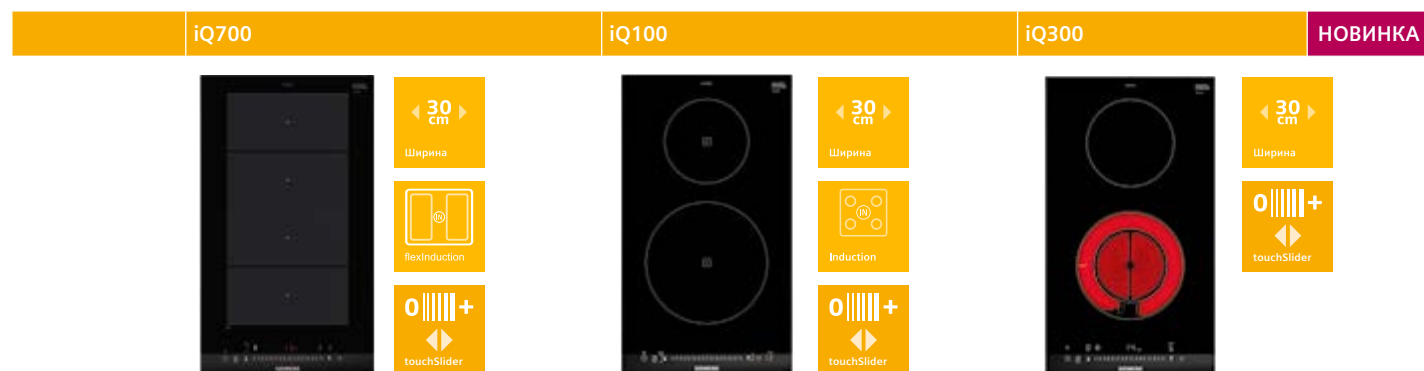 iQ700
iQ100
iQ300
НОВИНКА
30
cm
Ширина
IN
flexInduction
0 +
touchSlider
30
cm
Ширина
IN
Induction
0 +
touchSlider
30
cm
Ширина
0 +
touchSlider